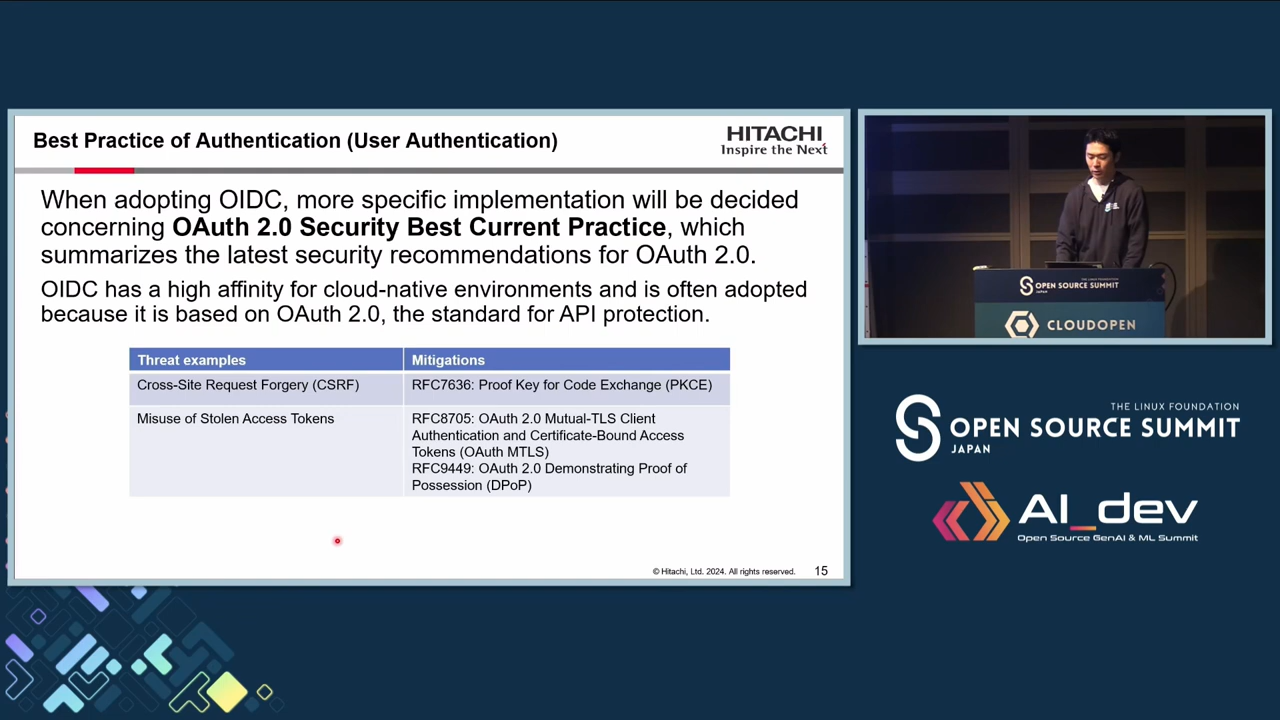 Best Practice of Authentication (User Authentication)
HITACHI
Inspire the Next
When adopting OIDC, more specific implementation will be decided
concerning OAuth 2.0 Security Best Current Practice, which
summarizes the latest security recommendations for OAuth 2.0.
OIDC has a high affinity for cloud-native environments and is often adopted
because it is based on OAuth 2.0, the standard for API protection.
Threat examples
Mitigations
Cross-Site Request Forgery (CSRF)
RFC7636: Proof Key for Code Exchange (PKCE)
Misuse of Stolen Access Tokens
RFC8705: OAuth 2.0 Mutual-TLS Client
Authentication and Certificate-Bound Access
Tokens (OAuth MTLS)
RFC9449: OAuth 2.0 Demonstrating Proof of
Possession (DPoP)
© Hitachi, Ltd. 2024. All rights reserved.
15
THE LINUX FOUNDATION
OPEN SOURCE SUMMIT
JAPAN
CLOUDOPEN
THE LINUX FOUNDATION
OPEN SOURCE SUMMIT
JAPAN
AI_dev
Open Source GenAI & ML Summit